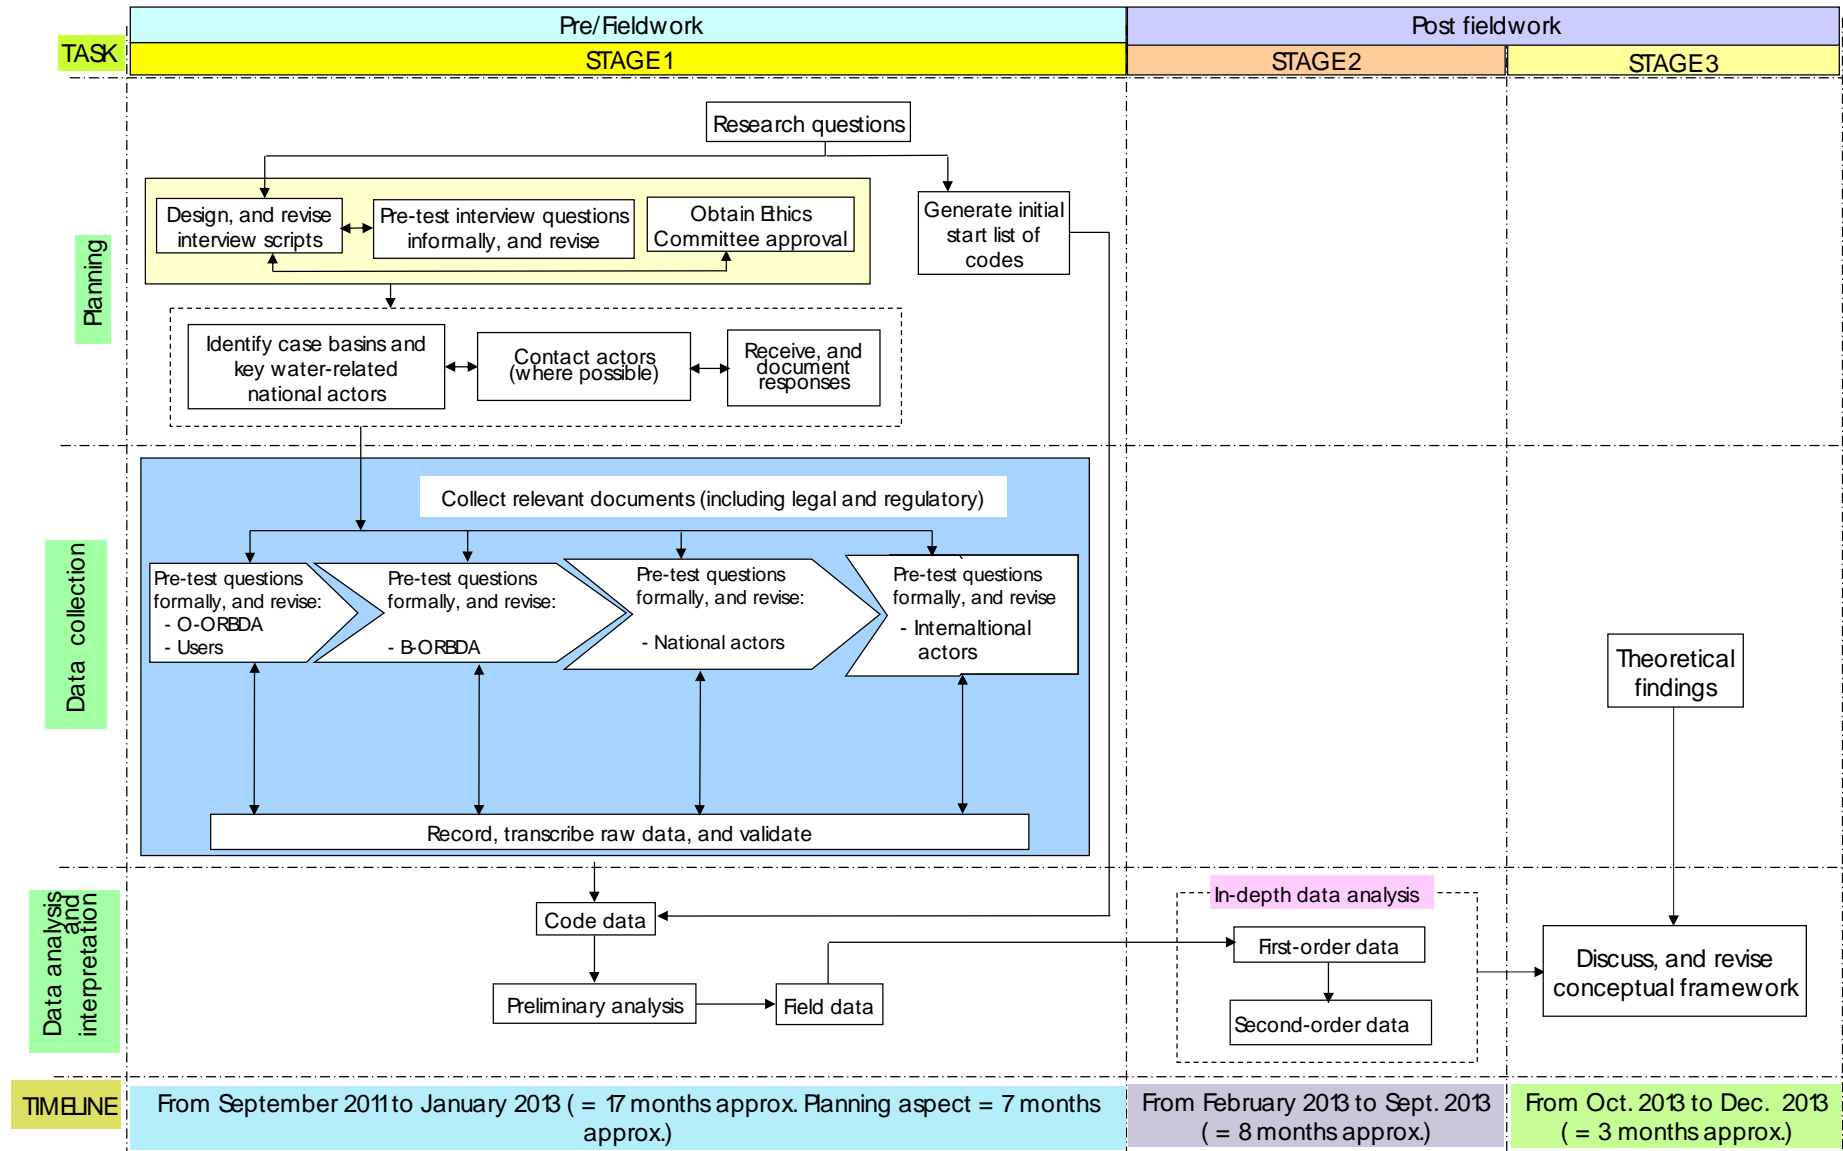 Pre/Fieldwork
Post fieldwork
TASK
STAGE 1
STAGE 2
STAGE 3
Research questions
Planning
Design, and revise
interview scripts
Pre-test interview questions
informally, and revise
Obtain Ethics
Committee approval
Generate initial
start list of
codes
Identify case basins and
key water-related
national actors
Contact actors
(where possible)
Receive, and
document
responses
Data collection
Collect relevant documents (including legal and regulatory)
Pre-test questions
formally, and revise:
- O-ORBDA
- Users
Pre-test questions
formally, and revise:
- B-ORBDA
Pre-test questions
formally, and revise:
- National actors
Pre-test questions
formally, and revise
- Internaltional
actors
Theoretical
findings
Record, transcribe raw data, and validate
Data analysis
and
interpretation
Code data
In-depth data analysis
First-order data
Second-order data
Preliminary analysis
Field data
Discuss, and revise
conceptual framework
TIMELINE
From September 2011 to January 2013 ( = 17 months approx. Planning aspect = 7 months
approx.)
From February 2013 to Sept. 2013
( = 8 months approx.)
From Oct. 2013 to Dec. 2013
( = 3 months approx.)